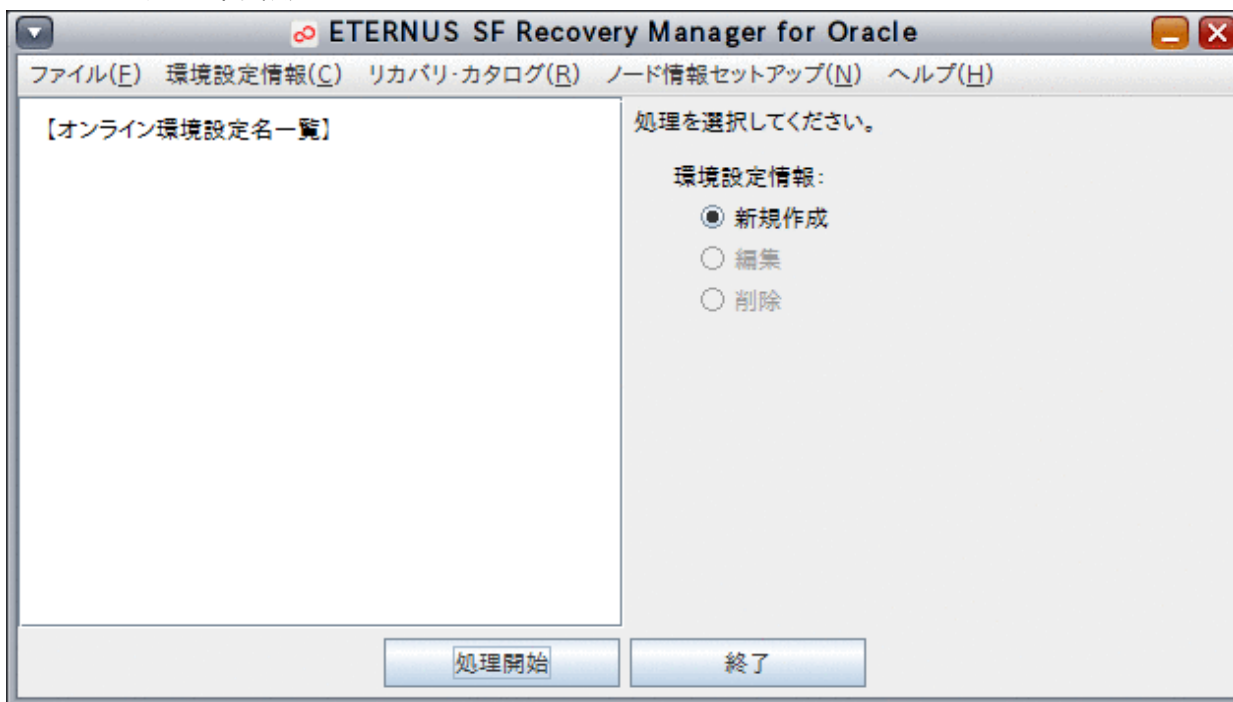 ETERNUS SF Recovery Manager for Oracle
ファイル(F) 環境設定情報(C) リカバリ・カタログ(R) ノード情報セットアップ(N) ヘルプ(H)
【オンライン環境設定名一覧】
処理を選択してください。
環境設定情報:
新規作成
編集
削除
処理開始 終了